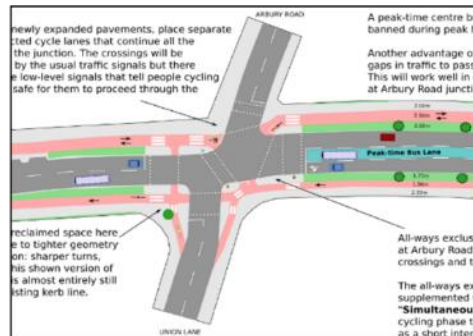 ARBURY ROAD
newly expanded pavements, place separate
cted cycle lanes that continue all the
the junction. The crossings will be
by the usual traffic signals but there
e low-level signals that tell people cycling
safe for them to proceed through the
A peak-time centre b
banned during peak
Another advantage o
gaps in traffic to pass
This will work well in
at Arbury Road juncti
Peak-time Bus Lane
reclaimed space here
e to tighter geometry
on: sharper turns,
his shown version of
is almost entirely still
isting kerb line.
All-ways exclus
at Arbury Road
crossings and t
The all-ways ex
supplemented
"Simultaneous
cycling phase t
as a short inter
UNION LANE